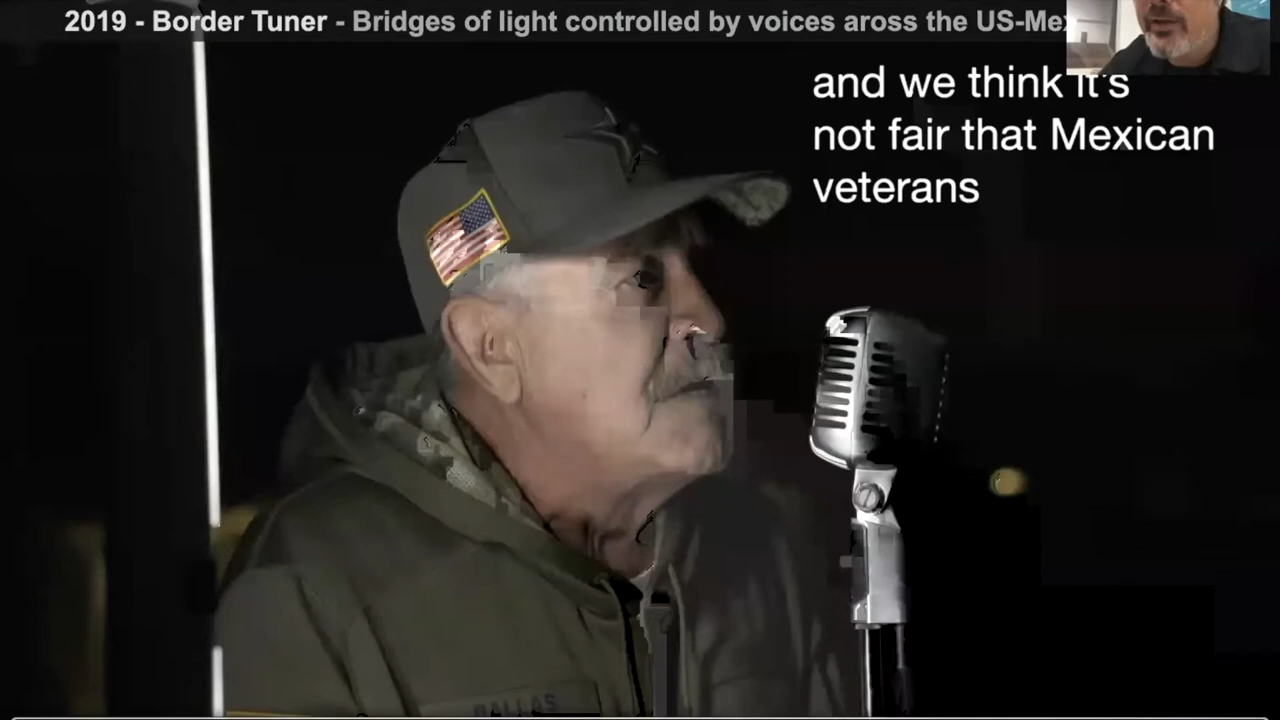 2019 - Border Tuner - Bridges of light controlled by voices aross the US-Mex
and we think it's
not fair that Mexican
veterans
DALLAS